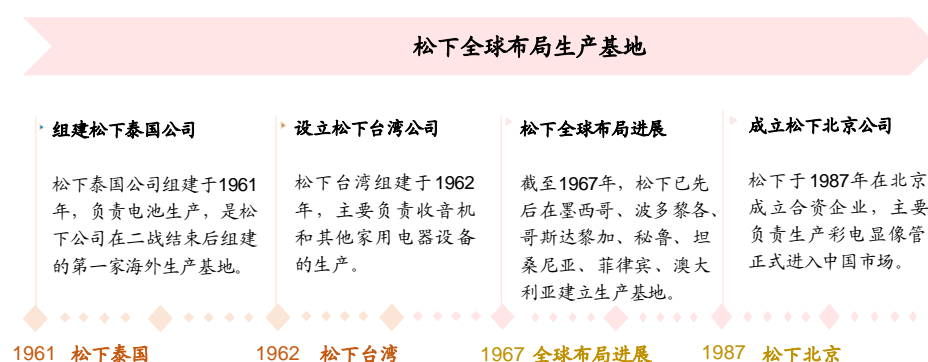 松下全球布局生产基地
组建松下泰国公司
松下泰国公司组建于1961
年，负责电池生产，是松
下公司在二战结束后组建
的第一家海外生产基地。
设立松下台湾公司
松下台湾组建于1962
年，主要负责收音机
和其他家用电器设备
的生产。
松下全球布局进展
截至1967年，松下已先
后在墨西哥、波多黎各、
哥斯达黎加、秘鲁、坦
桑尼亚、菲律宾、澳大
利亚建立生产基地。
成立松下北京公司
松下于1987年在北京
成立合资企业，主要
负责生产彩电显像管
正式进入中国市场。
1961 松下泰国
1962 松下台湾
1967 全球布局进展
1987 松下北京